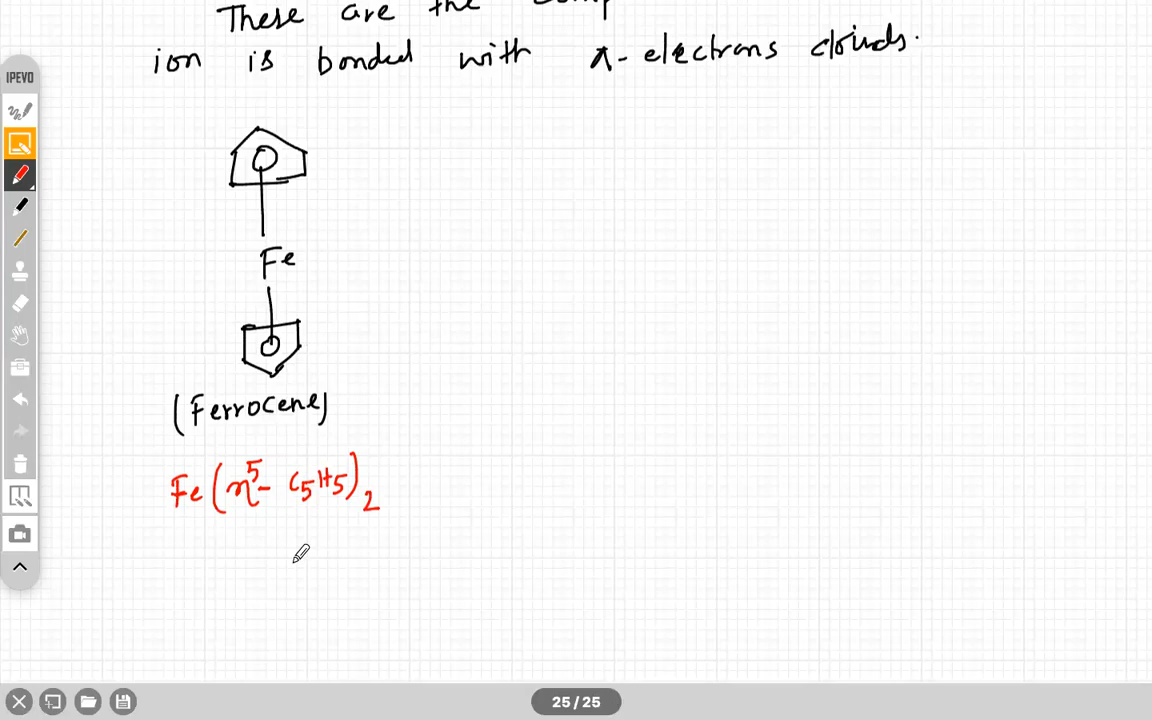 These are the
ion is bonded with π-electrons clouds.
IPEVO
Fe
(Ferrocene)
Fe(η⁵- C₅H₅)₂
25/25